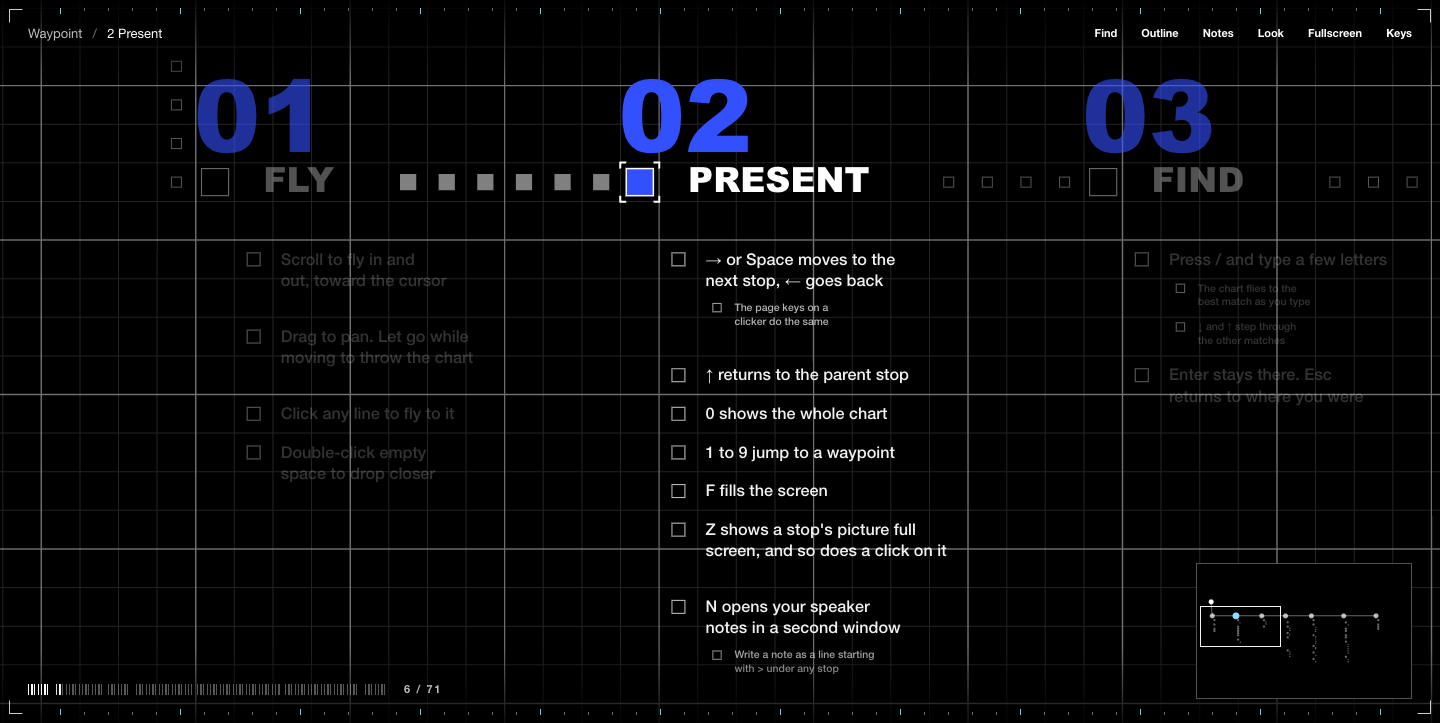 Waypoint / 2 Present
Find Outline Notes Look Fullscreen Keys
01
FLY
Scroll to fly in and
out, toward the cursor
Drag to pan. Let go while
moving to throw the chart
Click any line to fly to it
Double-click empty
space to drop closer
02
PRESENT
→ or Space moves to the
next stop, ← goes back
The page keys on a
clicker do the same
↑ returns to the parent stop
0 shows the whole chart
1 to 9 jump to a waypoint
F fills the screen
Z shows a stop's picture full
screen, and so does a click on it
N opens your speaker
notes in a second window
Write a note as a line starting
with > under any stop
03
FIND
Press / and type a few letters
The chart flies to the
best match as you type
↓ and ↑ step through
the other matches
Enter stays there. Esc
returns to where you were
6 / 71